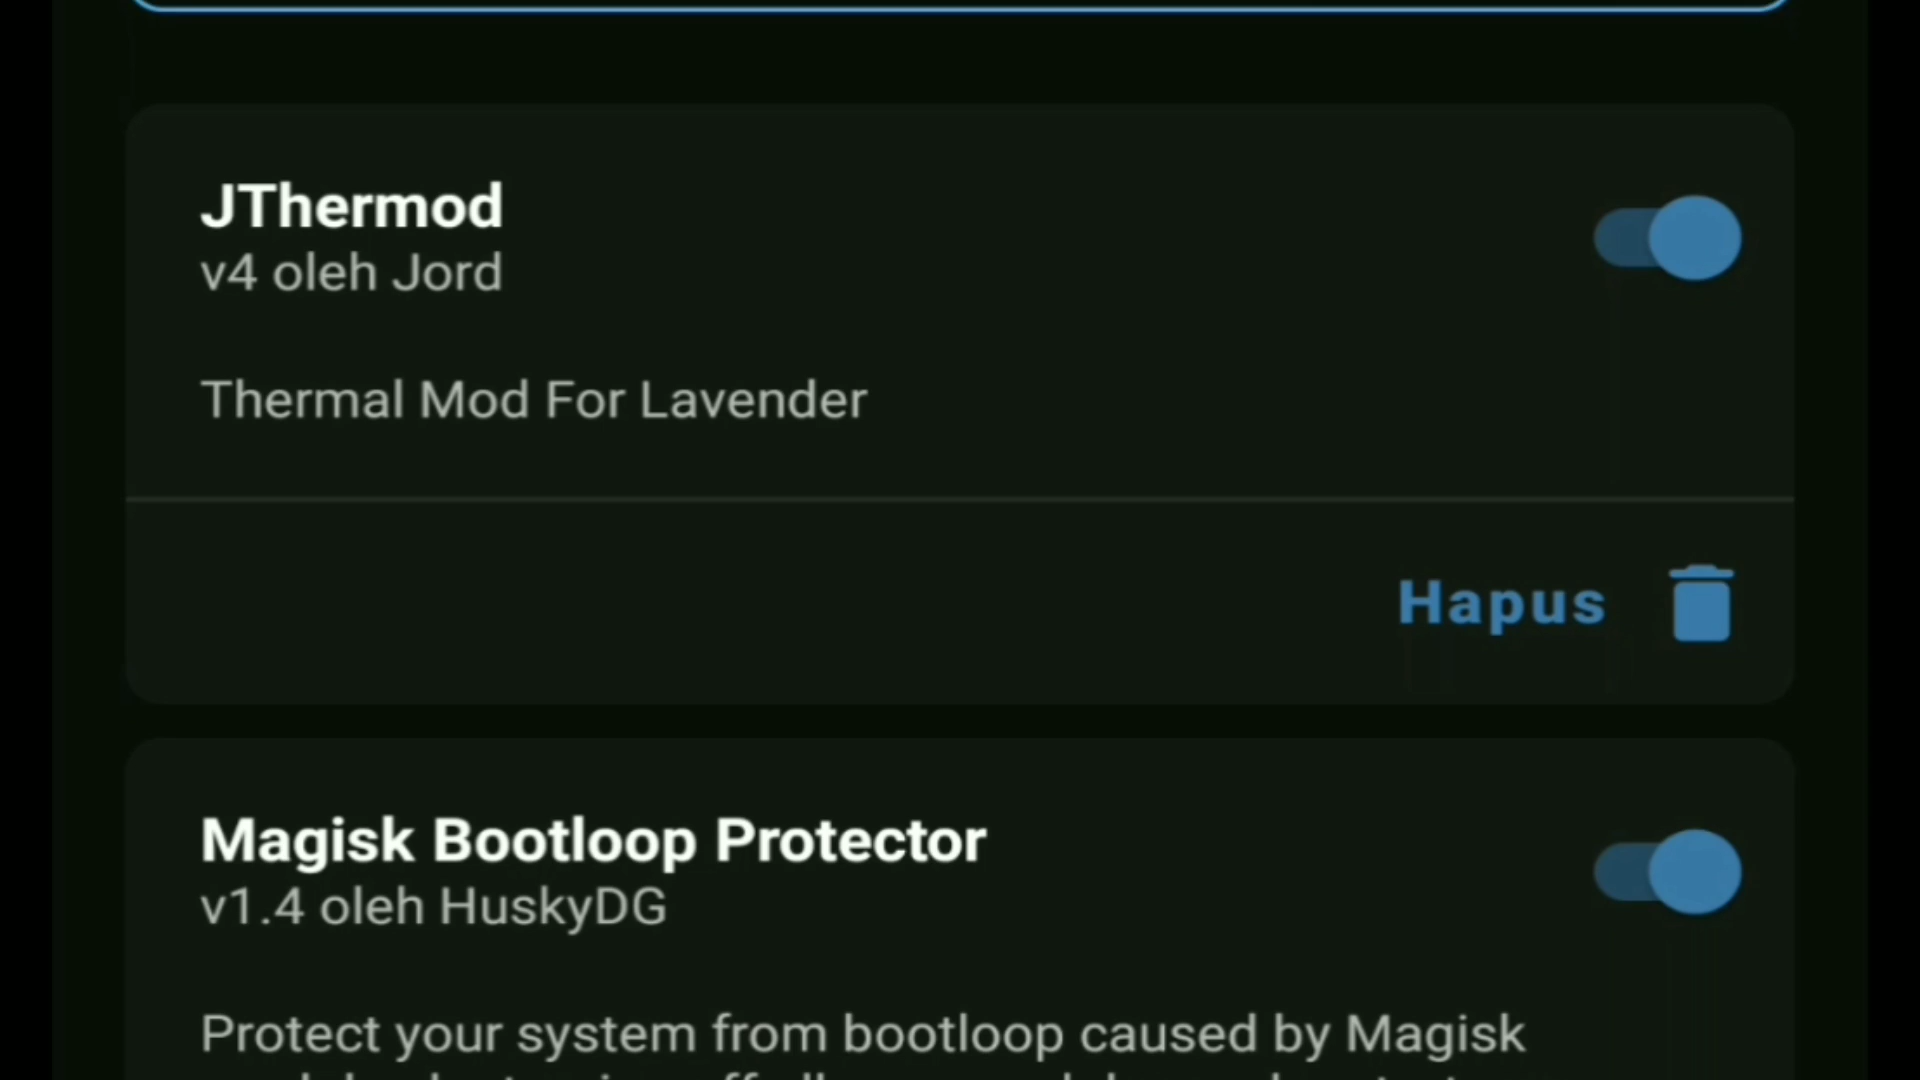 JThermod
v4 oleh Jord
Thermal Mod For Lavender
Hapus
Magisk Bootloop Protector
v1.4 oleh HuskyDG
Protect your system from bootloop caused by Magisk